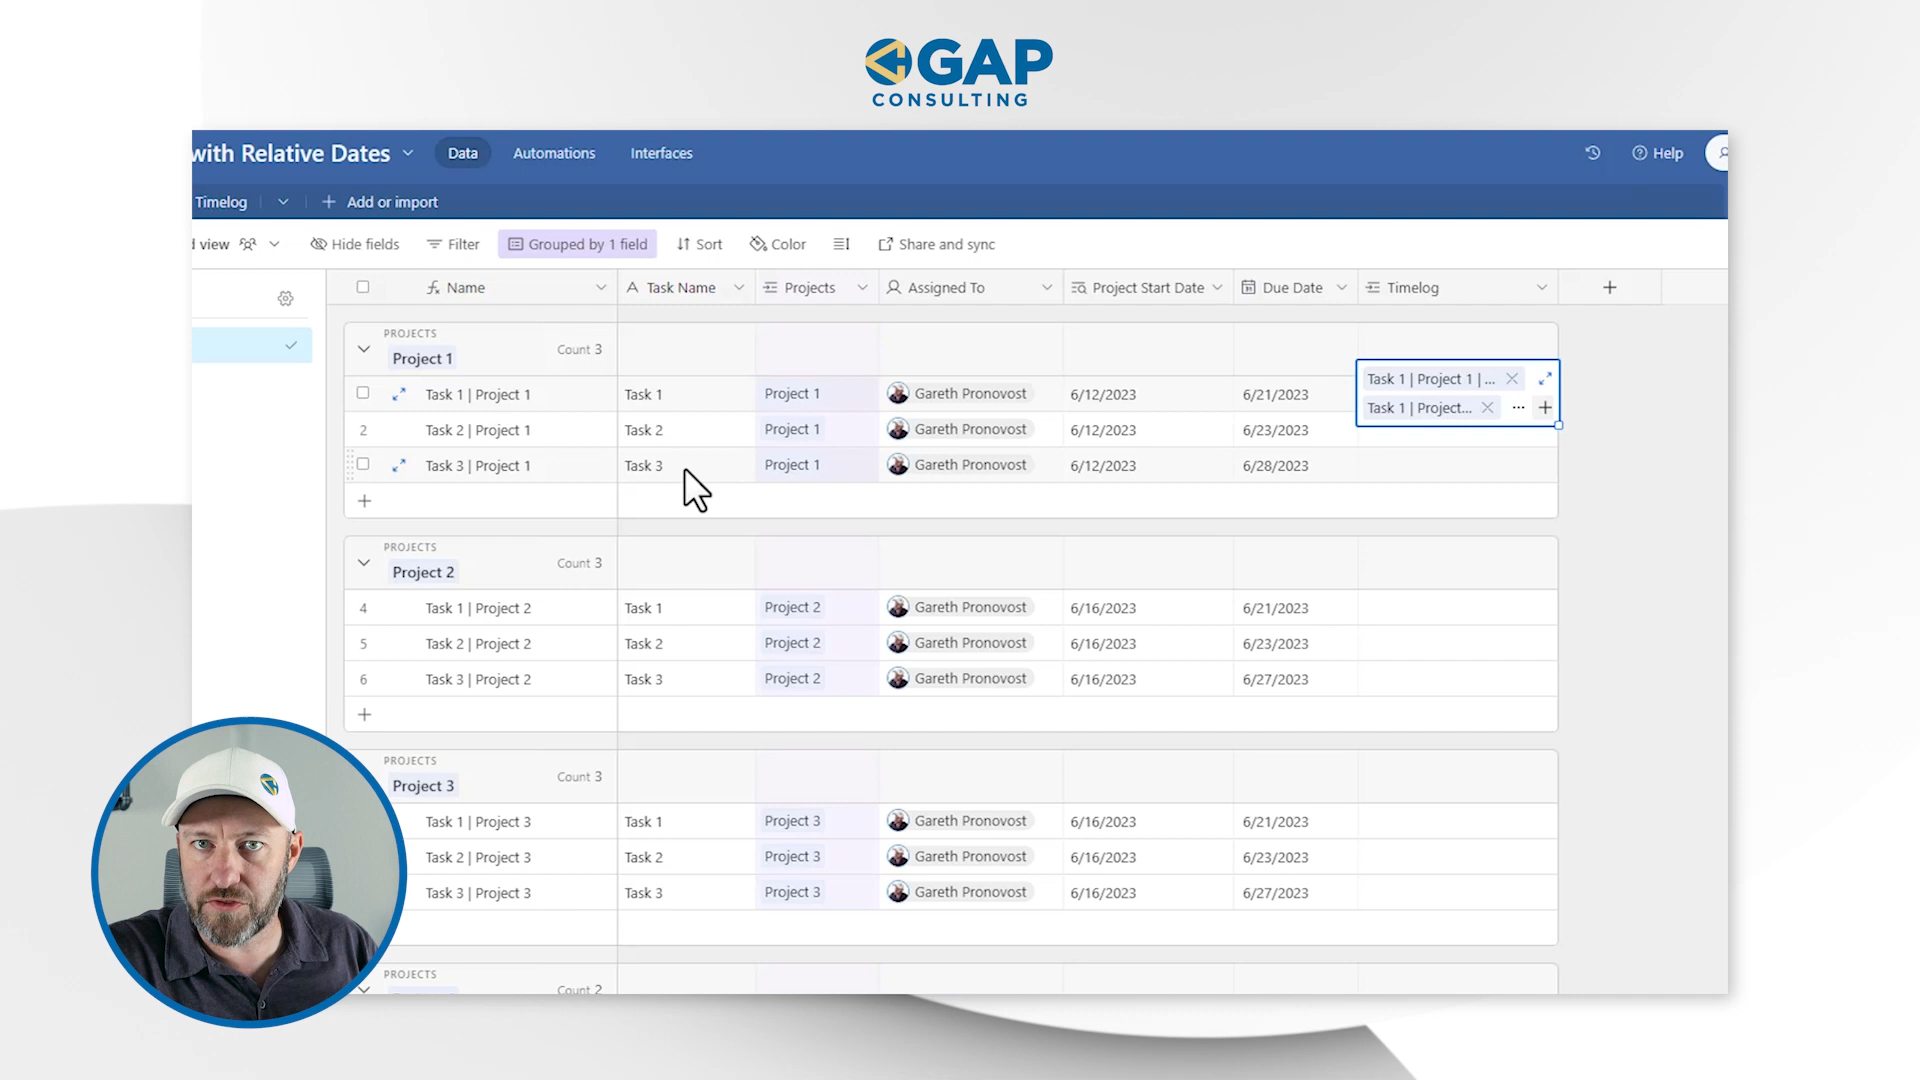 GAP
CONSULTING
with Relative Dates Data Automations Interfaces Help
Timelog Add or import
d view Hide fields Filter Grouped by 1 field Sort Color Share and sync
Name Task Name Projects Assigned To Project Start Date Due Date Timelog
PROJECTS
Project 1 Count 3
Task 1 | Project 1 | ...
Task 1 | Project 1 Task 1 Project 1 Gareth Pronovost 6/12/2023 6/21/2023
Task 1 | Project...
2 Task 2 | Project 1 Task 2 Project 1 Gareth Pronovost 6/12/2023 6/23/2023
Task 3 | Project 1 Task 3 Project 1 Gareth Pronovost 6/12/2023 6/28/2023
PROJECTS
Project 2 Count 3
4 Task 1 | Project 2 Task 1 Project 2 Gareth Pronovost 6/16/2023 6/21/2023
5 Task 2 | Project 2 Task 2 Project 2 Gareth Pronovost 6/16/2023 6/23/2023
6 Task 3 | Project 2 Task 3 Project 2 Gareth Pronovost 6/16/2023 6/27/2023
PROJECTS
Project 3 Count 3
Task 1 | Project 3 Task 1 Project 3 Gareth Pronovost 6/16/2023 6/21/2023
Task 2 | Project 3 Task 2 Project 3 Gareth Pronovost 6/16/2023 6/23/2023
Task 3 | Project 3 Task 3 Project 3 Gareth Pronovost 6/16/2023 6/27/2023
PROJECTS
Count 2